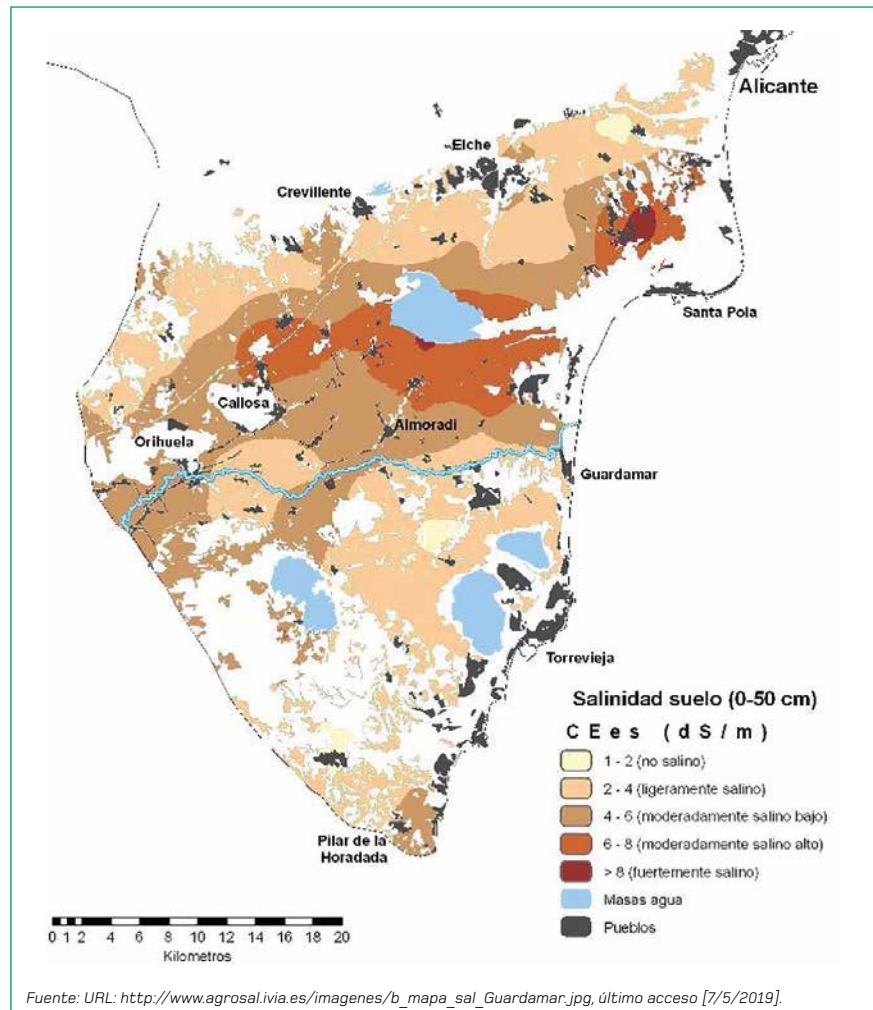 Alicante
Elche
Crevillente
Santa Pola
Callosa
Almoradi
Orihuela
Guardamar
Torrevieja
Pilar de la
Horadada
Salinidad suelo (0-50 cm)
C E e s ( d S / m )
1 - 2 (no salino)
2 - 4 (ligeramente salino)
4 - 6 (moderadamente salino bajo)
6 - 8 (moderadamente salino alto)
> 8 (fuertemente salino)
Masas agua
Pueblos
0 1 2 4 6 8 10 12 14 16 18 20
Kilometros
Fuente: URL: http://www.agrosal.ivia.es/imagenes/b_mapa_sal_Guardamar.jpg, último acceso [7/5/2019].